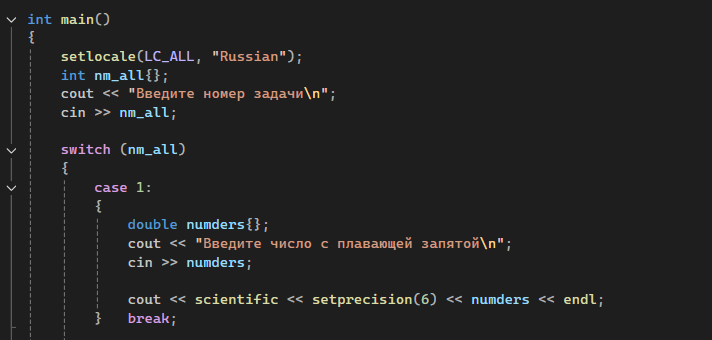 int main()
{
setlocale(LC_ALL, "Russian");
int nm_all{};
cout << "Введите номер задачи\n";
cin >> nm_all;
switch (nm_all)
{
case 1:
{
double numders{};
cout << "Введите число с плавающей запятой\n";
cin >> numders;
cout << scientific << setprecision(6) << numders << endl;
} break;